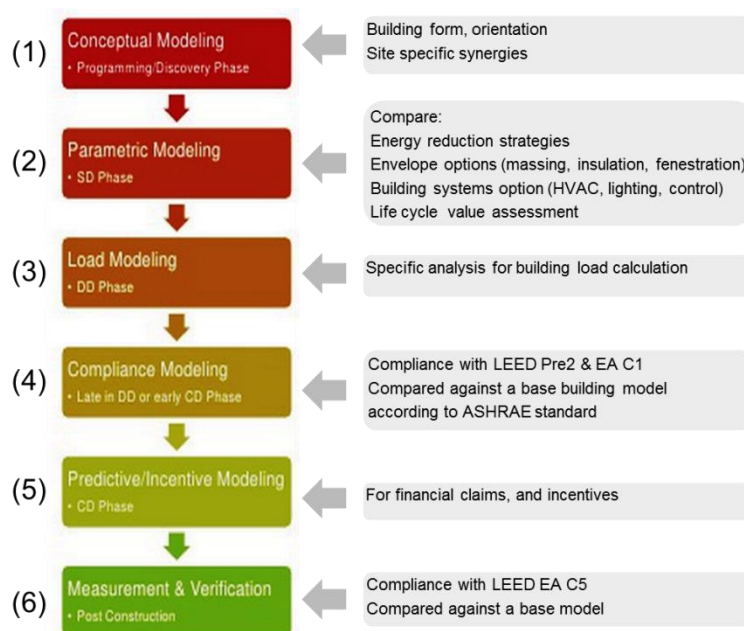 (1)
Conceptual Modeling
• Programming/Discovery Phase
Building form, orientation
Site specific synergies
(2)
Parametric Modeling
• SD Phase
Compare:
Energy reduction strategies
Envelope options (massing, insulation, fenestration)
Building systems option (HVAC, lighting, control)
Life cycle value assessment
(3)
Load Modeling
• DD Phase
Specific analysis for building load calculation
(4)
Compliance Modeling
• Late in DD or early CD Phase
Compliance with LEED Pre2 & EA C1
Compared against a base building model
according to ASHRAE standard
(5)
Predictive/Incentive Modeling
• CD Phase
For financial claims, and incentives
(6)
Measurement & Verification
• Post Construction
Compliance with LEED EA C5
Compared against a base model